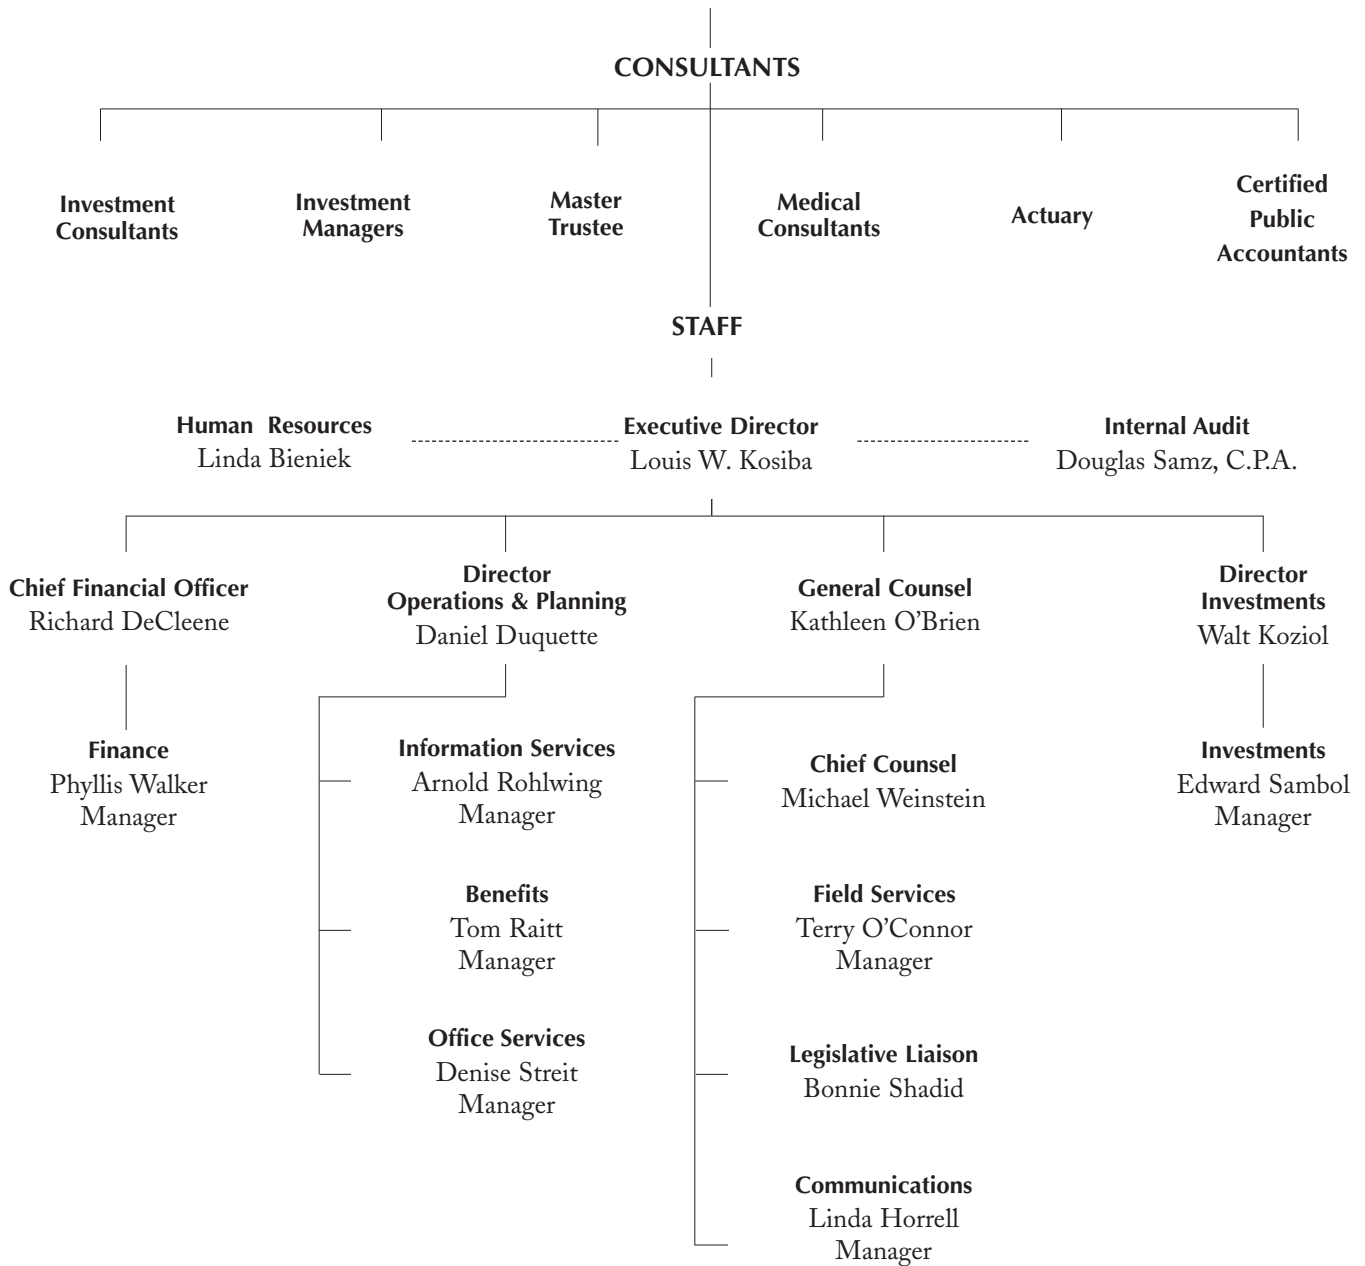 CONSULTANTS
Investment
Consultants
Investment
Managers
Master
Trustee
Medical
Consultants
Actuary
Certified
Public
Accountants
STAFF
Human Resources
Linda Bieniek
Executive Director
Louis W. Kosiba
Internal Audit
Douglas Samz, C.P.A.
Chief Financial Officer
Richard DeCleene
Director
Operations & Planning
Daniel Duquette
General Counsel
Kathleen O’Brien
Director
Investments
Walt Koziol
Finance
Phyllis Walker
Manager
Information Services
Arnold Rohlwing
Manager
Benefits
Tom Raitt
Manager
Office Services
Denise Streit
Manager
Chief Counsel
Michael Weinstein
Field Services
Terry O’Connor
Manager
Legislative Liaison
Bonnie Shadid
Communications
Linda Horrell
Manager
Investments
Edward Sambol
Manager